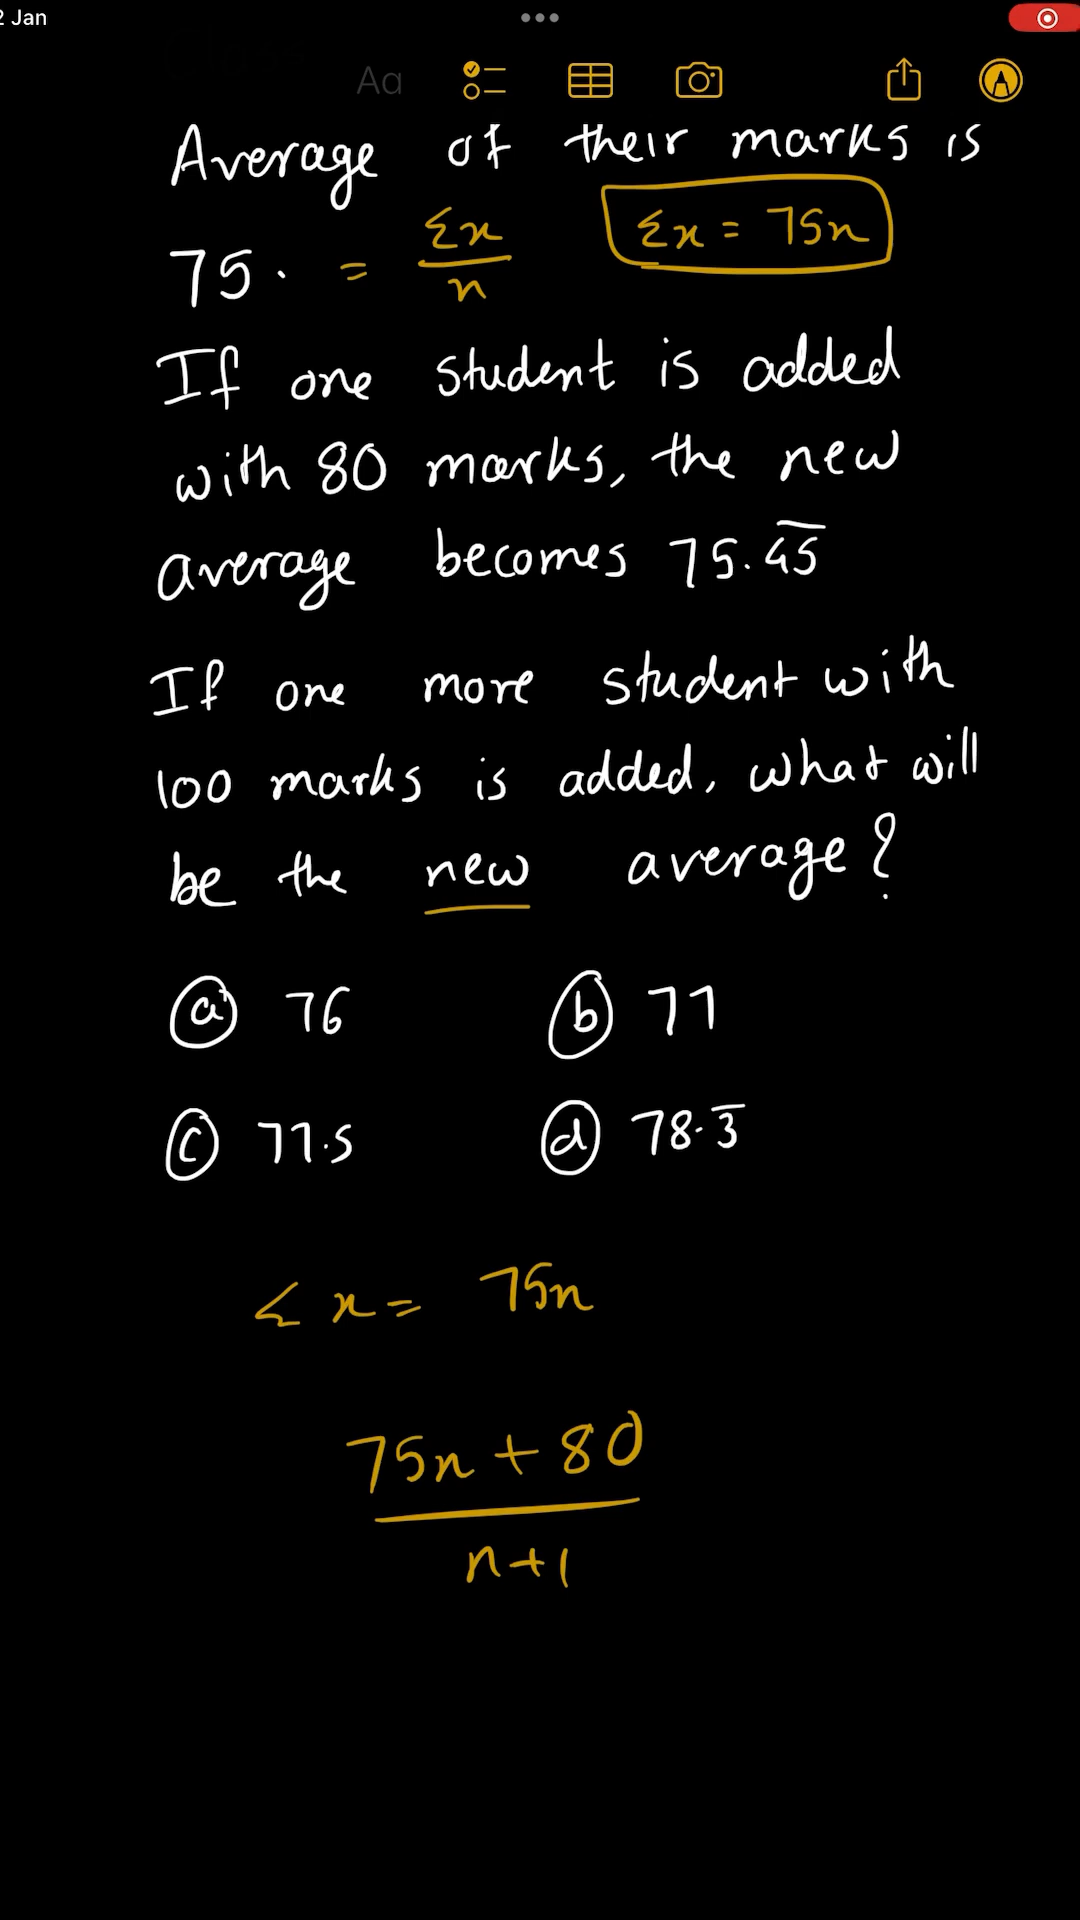 2 Jan
Aa
Average of their marks is
75. = Σx/n   Σx = 75n
If one student is added
with 80 marks, the new
average becomes 75.4̅5̅
If one more student with
100 marks is added, what will
be the new average?
(a) 76   (b) 77
(c) 77.5   (d) 78.3̅
Σx = 75n
75n + 80
n+1